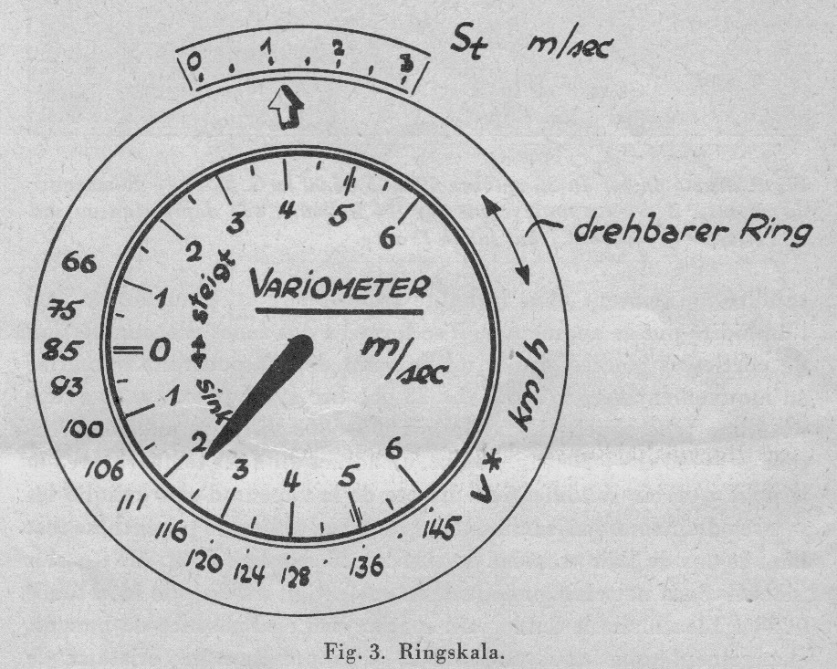 0 1 2 3 St m/sec
drehbarer Ring
VARIOMETER
m/sec
steigt
sinkt
6
5
4
3
2
1
0
1
2
3
4
5
6
km/h
V*
66
75
85
93
100
106
111
116
120
124
128
136
145
Fig. 3. Ringskala.